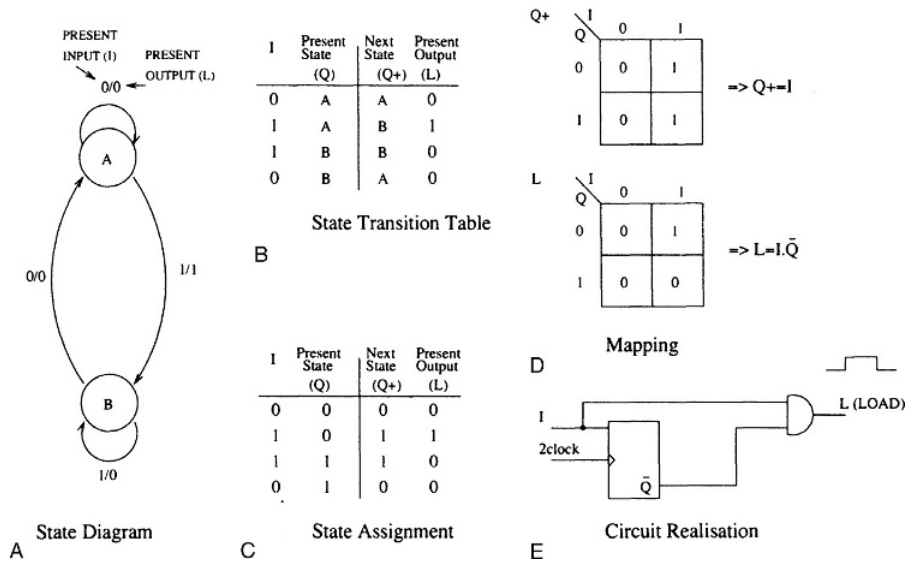 PRESENT
INPUT (I)
PRESENT
OUTPUT (L)
0/0
A
0/0
1/1
B
1/0
State Diagram
A
I Present Next Present
State State Output
(Q) (Q+) (L)
0 A A 0
1 A B 1
1 B B 0
0 B A 0
State Transition Table
B
I Present Next Present
State State Output
(Q) (Q+) (L)
0 0 0 0
1 0 1 1
1 1 1 0
0 1 0 0
State Assignment
C
Q+ I
Q 0 1
0 0 1
1 0 1
=> Q+=I
L I
Q 0 1
0 0 1
1 0 0
=> L=I.Q̄
Mapping
D
L (LOAD)
I
2clock
Q̄
Circuit Realisation
E